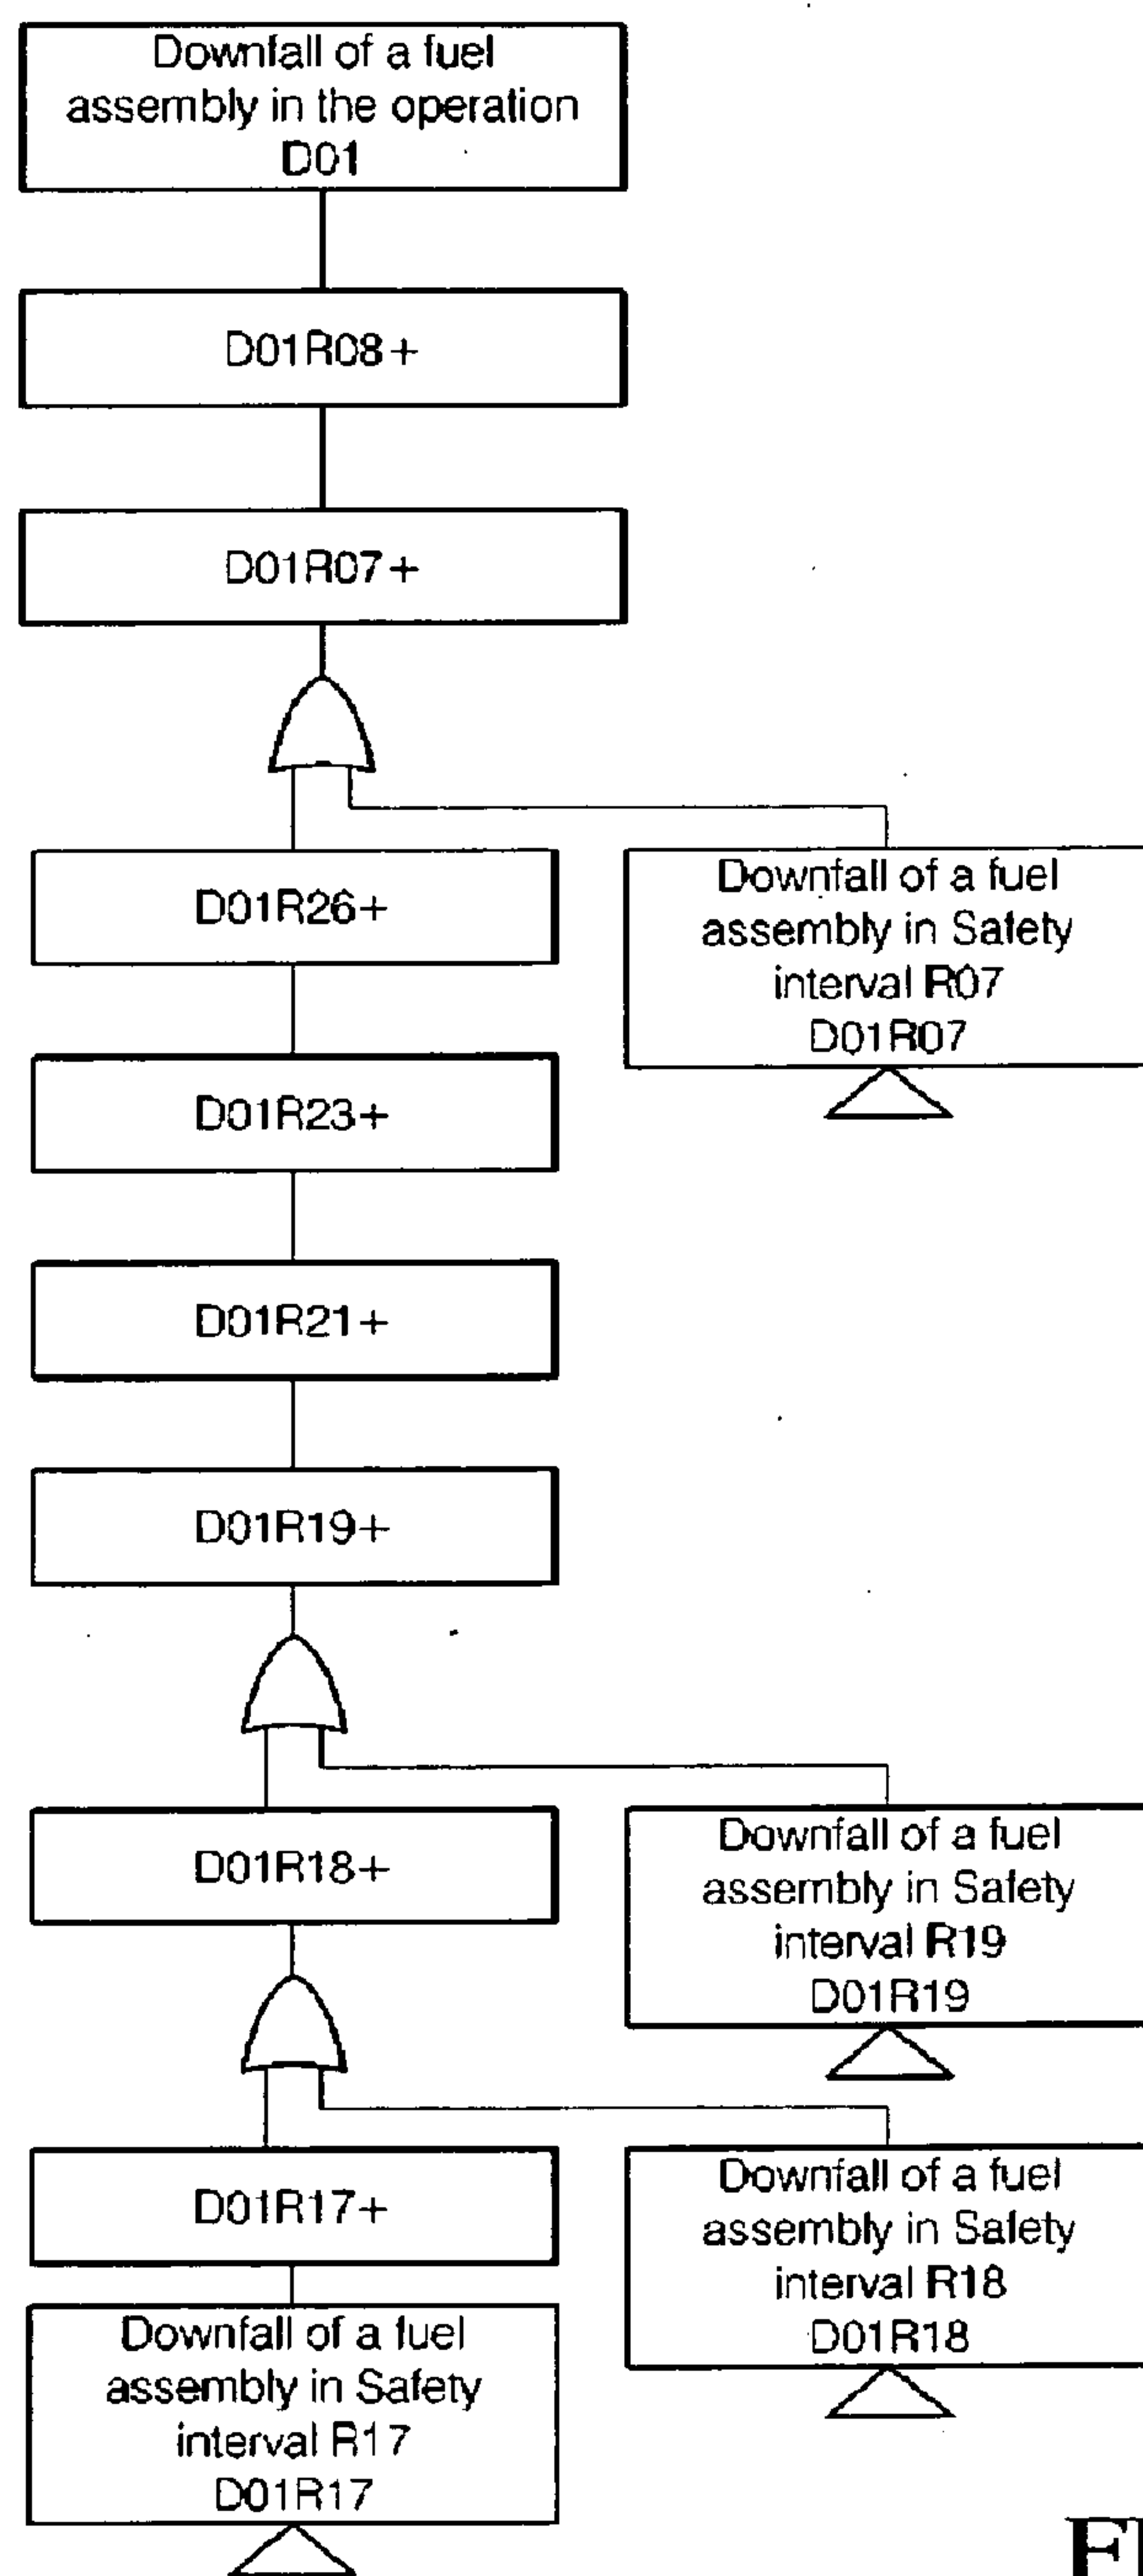 Downfall of a fuel
assembly in the operation
D01
D01R08+
D01R07+
D01R26+
Downfall of a fuel
assembly in Safety
interval R07
D01R07
D01R23+
D01R21+
D01R19+
D01R18+
Downfall of a fuel
assembly in Safety
interval R19
D01R19
D01R17+
Downfall of a fuel
assembly in Safety
interval R18
D01R18
Downfall of a fuel
assembly in Safety
interval R17
D01R17